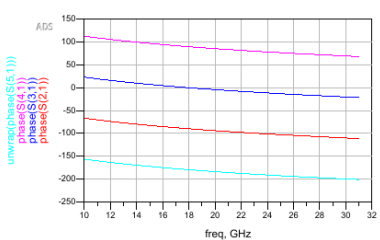 ADS
unwrap(phase(S(5,1)))
phase(S(4,1))
phase(S(3,1))
phase(S(2,1))
150
100
50
0
-50
-100
-150
-200
-250
10 12 14 16 18 20 22 24 26 28 30 32
freq, GHz